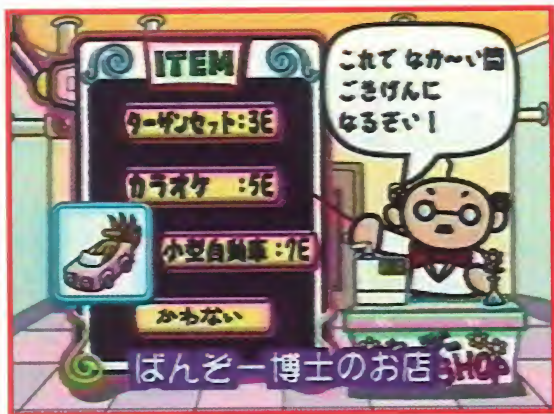 ITEM
ターザンセット:3E
カラオケ :5E
小型自動車:7E
かわない
これで なが〜い間
ごきげんに
なるぞい!
ばんぞー博士のお店
SHOP